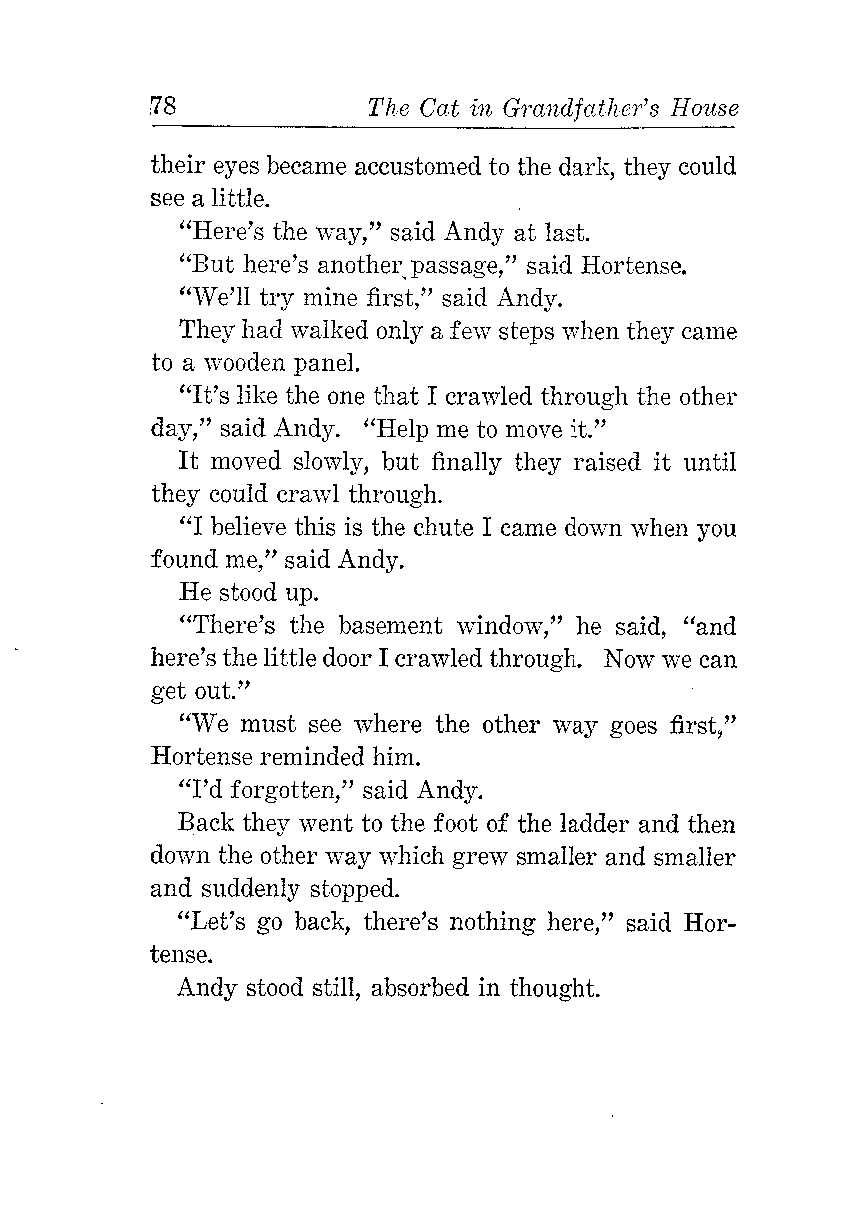 78 The Cat in Grandfather's House
their eyes became accustomed to the dark, they could
see a little.
“Here’s the way,” said Andy at last.
“But here’s another passage,” said Hortense.
“We’ll try mine first,” said Andy.
They had walked only a few steps when they came
to a wooden panel.
“It’s like the one that I crawled through the other
day,” said Andy. “Help me to move it.”
It moved slowly, but finally they raised it until
they could crawl through.
“I believe this is the chute I came down when you
found me,” said Andy.
He stood up.
“There’s the basement window,” he said, “and
here’s the little door I crawled through. Now we can
get out.”
“We must see where the other way goes first,”
Hortense reminded him.
“I’d forgotten,” said Andy.
Back they went to the foot of the ladder and then
down the other way which grew smaller and smaller
and suddenly stopped.
“Let’s go back, there’s nothing here,” said Hor-
tense.
Andy stood still, absorbed in thought.